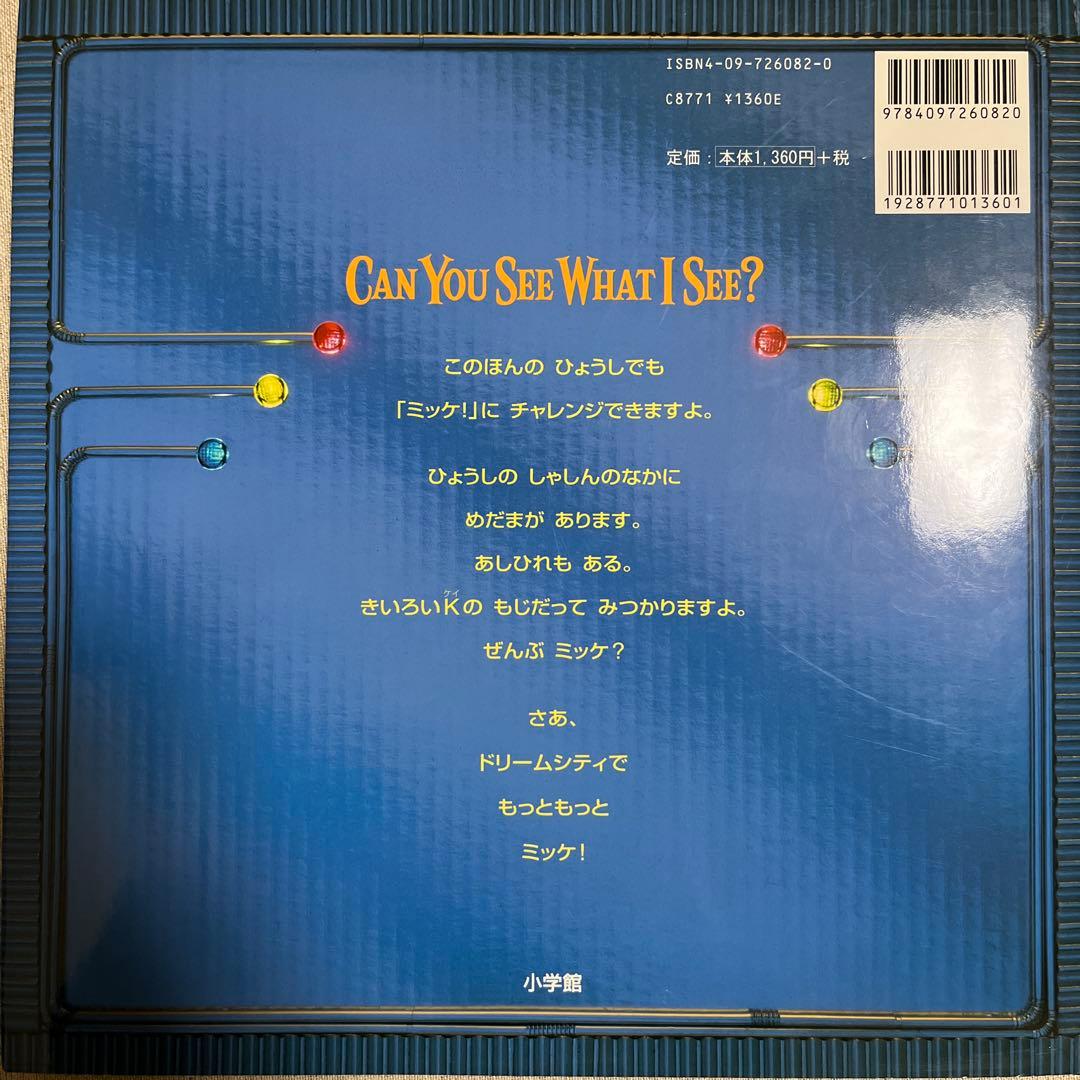 ISBN4-09-726082-0
C8771 ¥1360E
9784097260820
定価：本体1,360円＋税
1928771013601
CAN YOU SEE WHAT I SEE?
このほんの ひょうしでも
「ミッケ!」に チャレンジできますよ。
ひょうしの しゃしんのなかに
めだまが あります。
あしひれも ある。
ケイ
きいろいKの もじだって みつかりますよ。
ぜんぶ ミッケ？
さあ、
ドリームシティで
もっともっと
ミッケ！
小学館